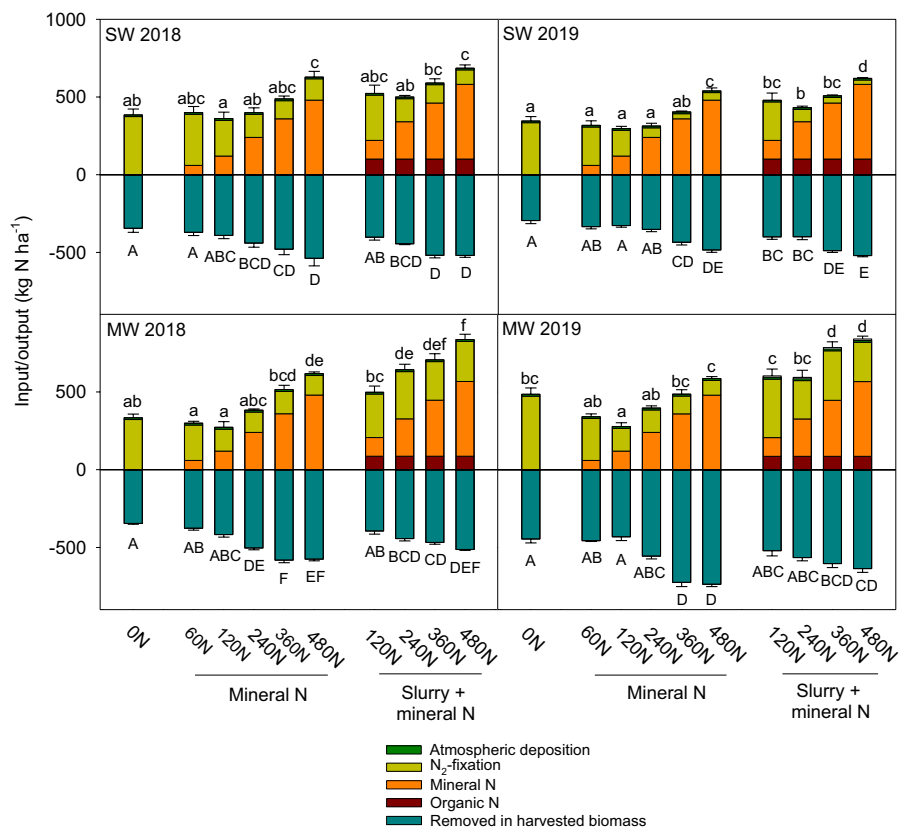 1000
SW 2018
SW 2019
ab abc a ab abc c abc ab bc c
a a a a ab c bc b bc d
500
0
-500
A A ABC BCD CD D AB BCD D D
A AB A AB CD DE BC BC DE E
Input/output (kg N ha⁻¹)
MW 2018
MW 2019
ab a a abc bcd de bc de def f
bc ab a ab bc c c bc d d
500
0
-500
A AB ABC DE F EF AB BCD CD DEF
A AB A ABC D D ABC ABC BCD CD
0N 60N 120N 240N 360N 480N 120N 240N 360N 480N
0N 60N 120N 240N 360N 480N 120N 240N 360N 480N
Mineral N
Slurry +
mineral N
Mineral N
Slurry +
mineral N
Atmospheric deposition
N₂-fixation
Mineral N
Organic N
Removed in harvested biomass